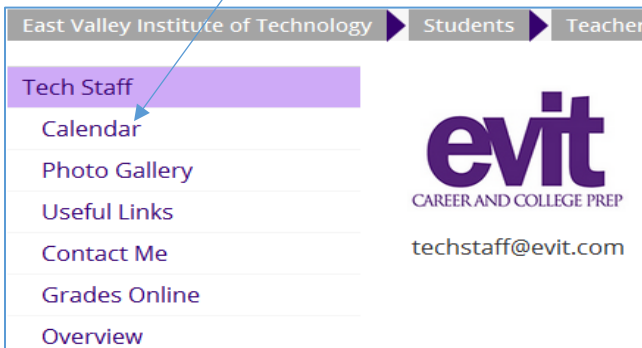 East Valley Institute of Technology Students Teacher
Tech Staff
Calendar
Photo Gallery
Useful Links
Contact Me
Grades Online
Overview
evit
CAREER AND COLLEGE PREP
techstaff@evit.com